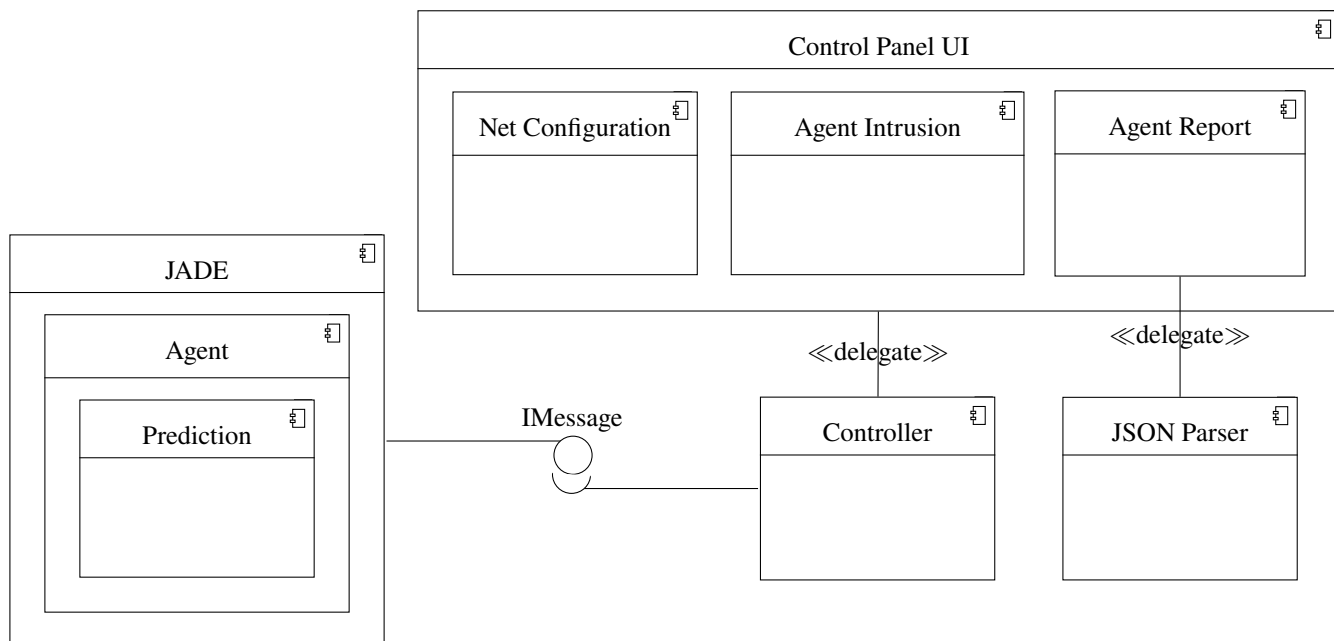 Control Panel UI
Net Configuration
Agent Intrusion
Agent Report
JADE
Agent
Prediction
≪delegate≫
≪delegate≫
IMessage
Controller
JSON Parser